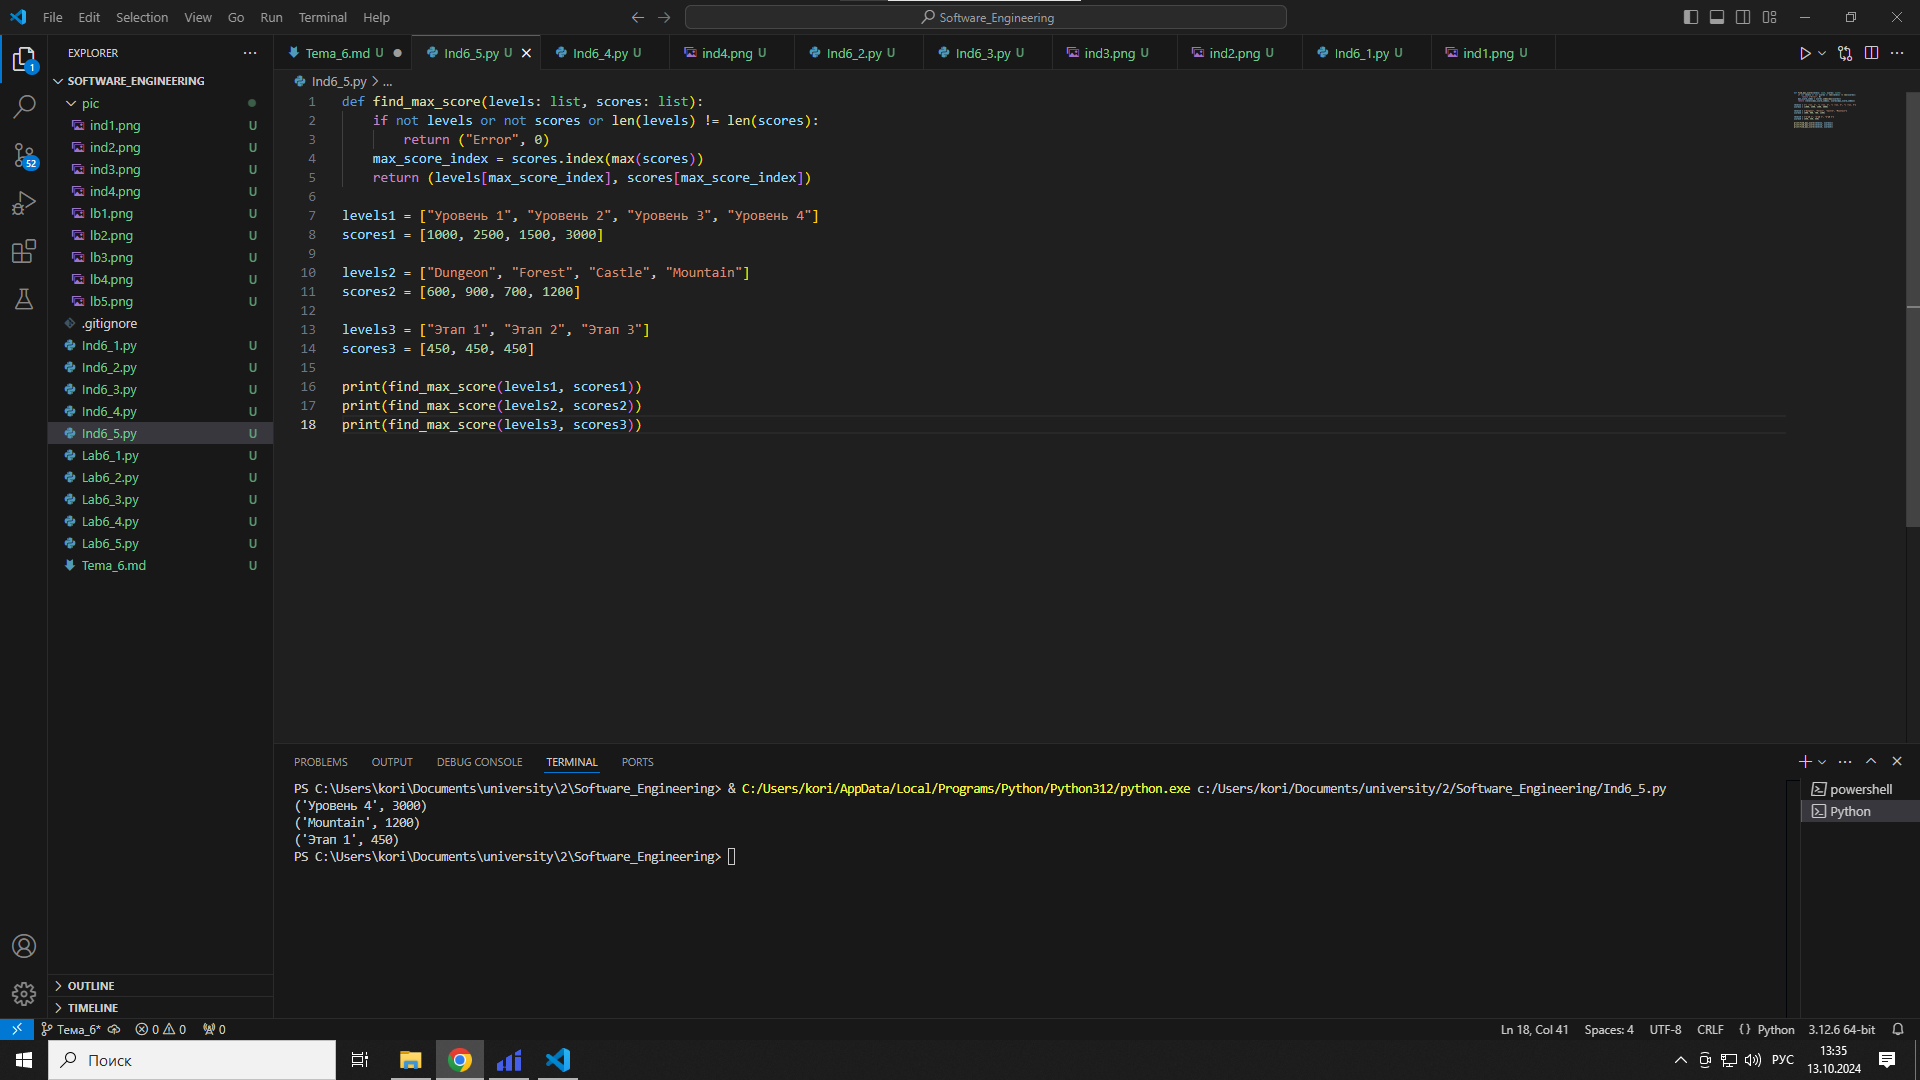 File Edit Selection View Go Run Terminal Help
Software_Engineering
EXPLORER
SOFTWARE_ENGINEERING
pic
ind1.png U
ind2.png U
ind3.png U
ind4.png U
lb1.png U
lb2.png U
lb3.png U
lb4.png U
lb5.png U
.gitignore
Ind6_1.py U
Ind6_2.py U
Ind6_3.py U
Ind6_4.py U
Ind6_5.py U
Lab6_1.py U
Lab6_2.py U
Lab6_3.py U
Lab6_4.py U
Lab6_5.py U
Tema_6.md U
OUTLINE
TIMELINE
1
52
Tema_6.md U Ind6_5.py U Ind6_4.py U ind4.png U Ind6_2.py U Ind6_3.py U ind3.png U ind2.png U Ind6_1.py U ind1.png U
Ind6_5.py > ...
1 def find_max_score(levels: list, scores: list):
2 if not levels or not scores or len(levels) != len(scores):
3 return ("Error", 0)
4 max_score_index = scores.index(max(scores))
5 return (levels[max_score_index], scores[max_score_index])
6
7 levels1 = ["Уровень 1", "Уровень 2", "Уровень 3", "Уровень 4"]
8 scores1 = [1000, 2500, 1500, 3000]
9
10 levels2 = ["Dungeon", "Forest", "Castle", "Mountain"]
11 scores2 = [600, 900, 700, 1200]
12
13 levels3 = ["Этап 1", "Этап 2", "Этап 3"]
14 scores3 = [450, 450, 450]
15
16 print(find_max_score(levels1, scores1))
17 print(find_max_score(levels2, scores2))
18 print(find_max_score(levels3, scores3))
PROBLEMS OUTPUT DEBUG CONSOLE TERMINAL PORTS
PS C:\Users\kori\Documents\university\2\Software_Engineering> & C:/Users/kori/AppData/Local/Programs/Python/Python312/python.exe c:/Users/kori/Documents/university/2/Software_Engineering/Ind6_5.py
('Уровень 4', 3000)
('Mountain', 1200)
('Этап 1', 450)
PS C:\Users\kori\Documents\university\2\Software_Engineering>
powershell
Python
Тема_6* 0 0 0 Ln 18, Col 41 Spaces: 4 UTF-8 CRLF {} Python 3.12.6 64-bit
Поиск
РУС
13:35
13.10.2024